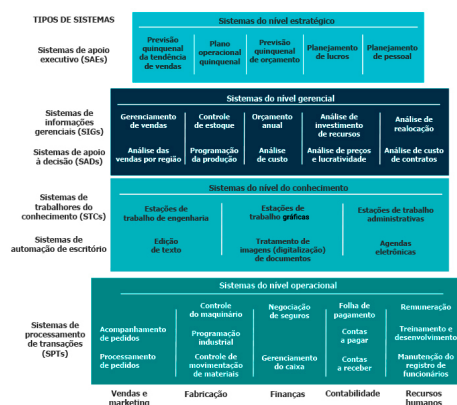 TIPOS DE SISTEMAS
Sistemas do nível estratégico
Sistemas de apoio
executivo (SAEs)
Previsão
quinquenal
da tendência
de vendas
Plano
operacional
quinquenal
Previsão
quinquenal
de orçamento
Planejamento
de lucros
Planejamento
de pessoal
Sistemas do nível gerencial
Sistemas de
informações
gerenciais (SIGs)
Gerenciamento
de vendas
Controle
de estoque
Orçamento
anual
Análise de
investimento
de recursos
Análise de
realocação
Sistemas de apoio
à decisão (SADs)
Análise das
vendas por região
Programação
da produção
Análise
de custo
Análise de preços
e lucratividade
Análise de custo
de contratos
Sistemas do nível do conhecimento
Sistemas de
trabalhores do
conhecimento (STCs)
Estações de
trabalho de engenharia
Estações de
trabalho gráficas
Estações de trabalho
administrativas
Sistemas de
automação de escritório
Edição
de texto
Tratamento de
imagens (digitalização)
de documentos
Agendas
eletrônicas
Sistemas do nível operacional
Sistemas de
processamento
de transações (SPTs)
Acompanhamento
de pedidos
Processamento
de pedidos
Controle
do maquinário
Programação
industrial
Controle de
movimentação
de materiais
Negociação
de seguros
Gerenciamento
do caixa
Folha de
pagamento
Contas
a pagar
Contas
a receber
Remuneração
Treinamento e
desenvolvimento
Manutenção do
registro de
funcionários
Vendas e
marketing
Fabricação
Finanças
Contabilidade
Recursos
humanos